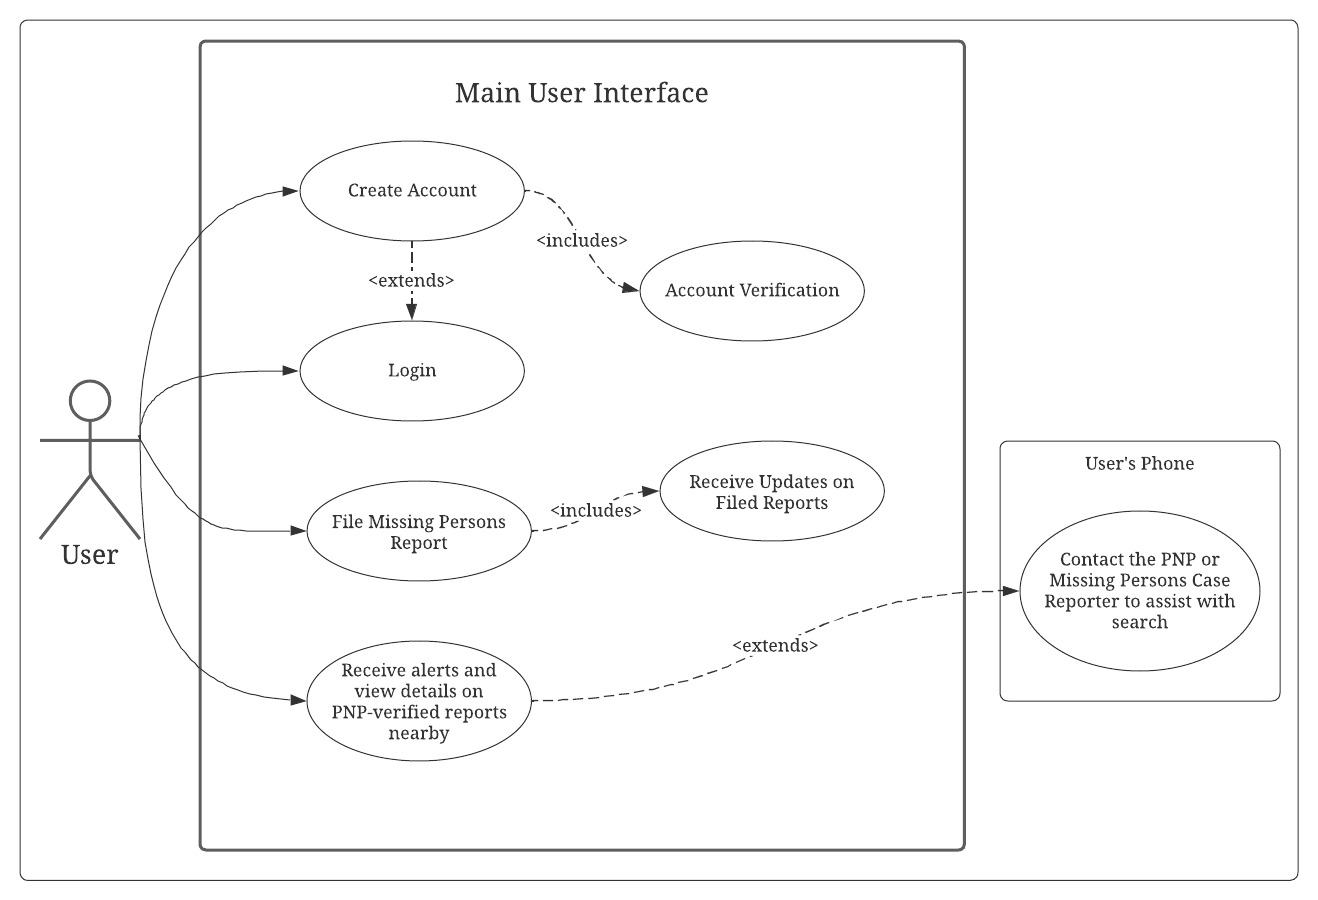 Main User Interface
Create Account
<includes>
<extends>
Account Verification
Login
User
File Missing Persons
Report
<includes>
Receive Updates on
Filed Reports
Receive alerts and
view details on
PNP-verified reports
nearby
<extends>
User's Phone
Contact the PNP or
Missing Persons Case
Reporter to assist with
search